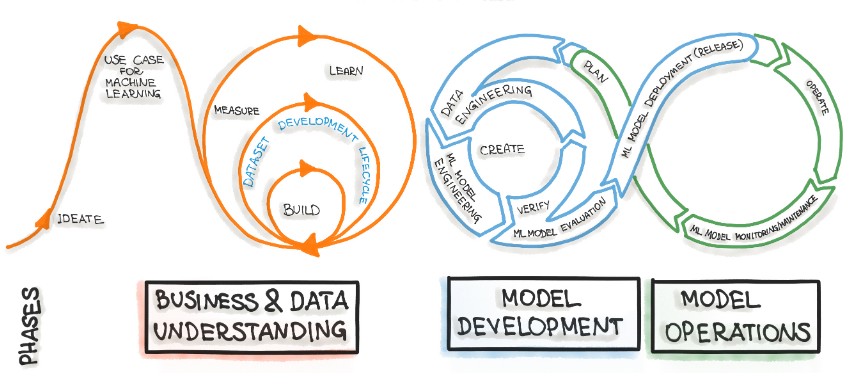 IDEATE
USE CASE
FOR
MACHINE
LEARNING
MEASURE
LEARN
DATASET DEVELOPMENT LIFECYCLE
BUILD
DATA ENGINEERING
CREATE
ML MODEL
ENGINEERING
VERIFY
ML MODEL EVALUATION
PLAN
ML MODEL DEPLOYMENT (RELEASE)
OPERATE
ML MODEL MONITORING/MAINTENANCE
PHASES
BUSINESS & DATA
UNDERSTANDING
MODEL
DEVELOPMENT
MODEL
OPERATIONS